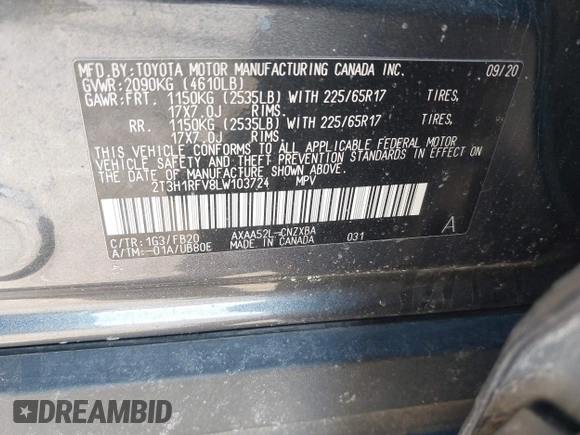 MFD.BY:TOYOTA MOTOR MANUFACTURING CANADA INC. 09/20
GVWR:2090KG (4610LB)
GAWR:FRT. 1150KG (2535LB) WITH 225/65R17 TIRES,
17X7.0J RIMS.
RR. 1150KG (2535LB) WITH 225/65R17 TIRES,
17X7.0J RIMS.
THIS VEHICLE CONFORMS TO ALL APPLICABLE FEDERAL MOTOR
VEHICLE SAFETY AND THEFT PREVENTION STANDARDS IN EFFECT
ON THE DATE OF MANUFACTURE SHOWN ABOVE.
2T3H1RFV8LW103724 MPV
C/TR:1G3/FB20 AXAA52L-CNZXBA A
A/TM:-01A/UB80E MADE IN CANADA 031
DREAMBID